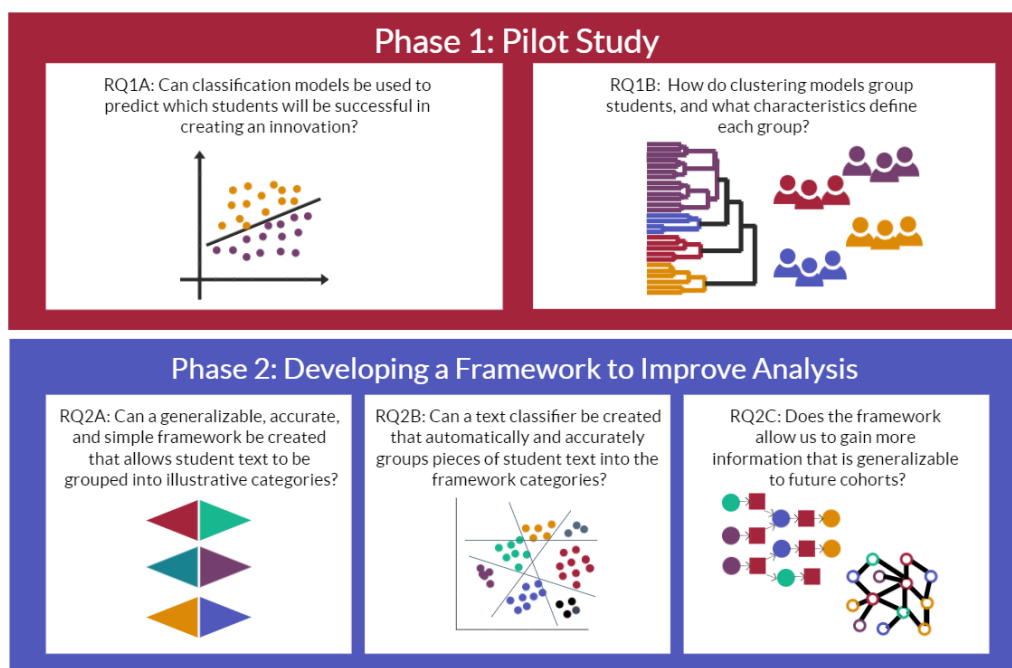 Phase 1: Pilot Study
RQ1A: Can classification models be used to
predict which students will be successful in
creating an innovation?
RQ1B:  How do clustering models group
students, and what characteristics define
each group?
Phase 2: Developing a Framework to Improve Analysis
RQ2A: Can a generalizable, accurate,
and simple framework be created
that allows student text to be
grouped into illustrative categories?
RQ2B: Can a text classifier be created
that automatically and accurately
groups pieces of student text into the
framework categories?
RQ2C: Does the framework
allow us to gain more
information that is generalizable
to future cohorts?